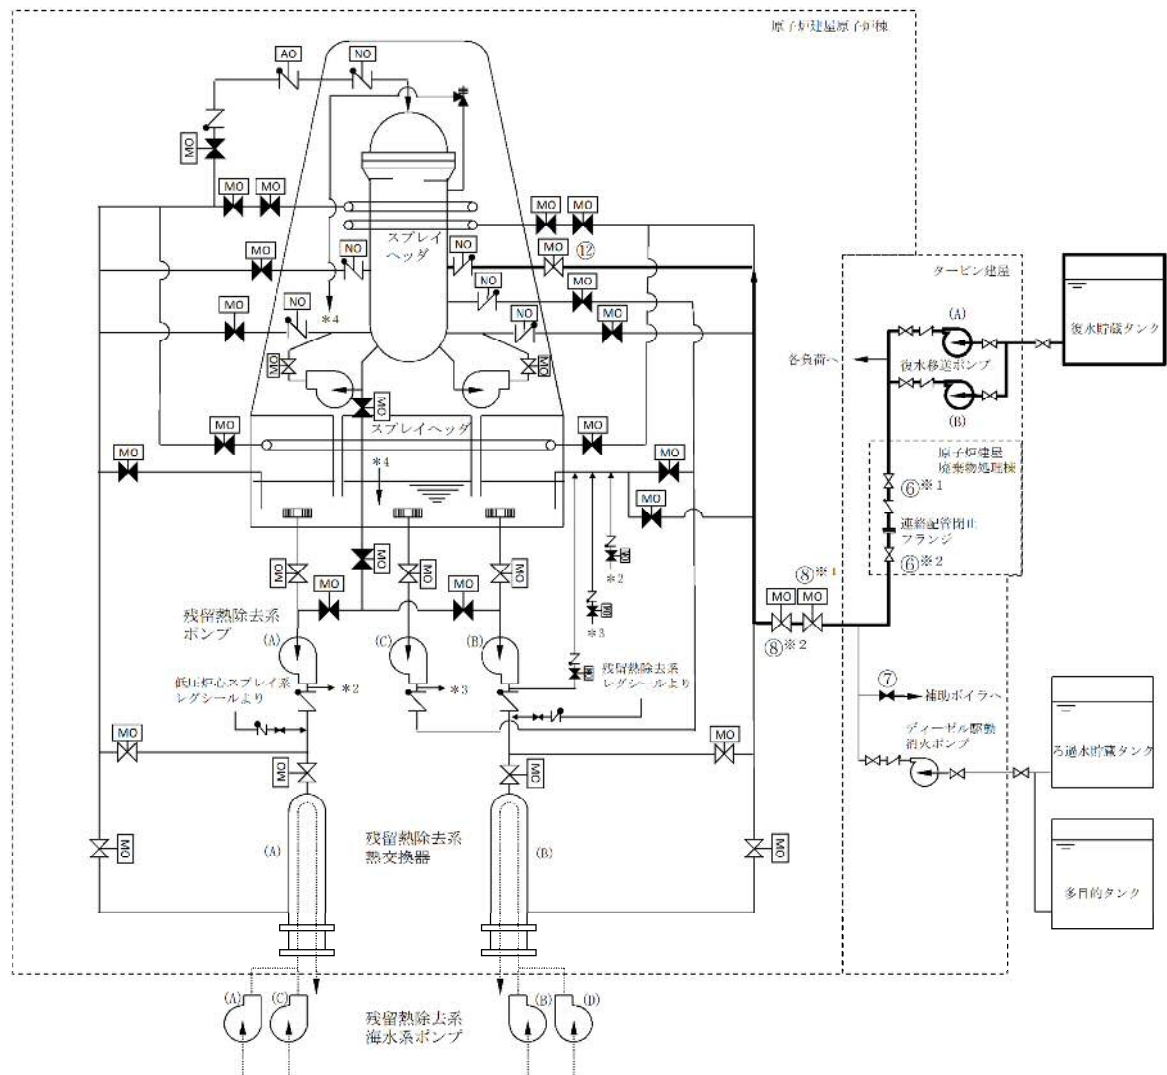 原子炉建屋原子炉棟
AO
NO
MO
MO
MO
MO
MO
スプレイ
ヘッダ
NO
NO
MO
⑫
MO
NO
MO
タービン建屋
復水貯蔵タンク
(A)
復水移送ポンプ
(B)
各負荷へ
MO
NO
*4
NO
MO
MO
MO
MO
スプレイヘッダ
MO
MO
*4
MO
MO
MO
原子炉建屋
廃棄物処理棟
⑥※1
連絡配管閉止
フランジ
⑥※2
MO
MO
MO
MO
*2
MO
MO
MO
MO
*3
MO
⑧※1
MO
MO
⑧※2
残留熱除去系
ポンプ
(A)
(C)
(B)
*2
*3
MO
低圧炉心スプレイ系
レグシールより
残留熱除去系
レグシールより
⑦
補助ボイラへ
ディーゼル駆動
消火ポンプ
ろ過水貯蔵タンク
多目的タンク
MO
MO
MO
MO
MO
MO
(A)
残留熱除去系
熱交換器
(B)
(A)
(C)
残留熱除去系
海水系ポンプ
(B)
(D)